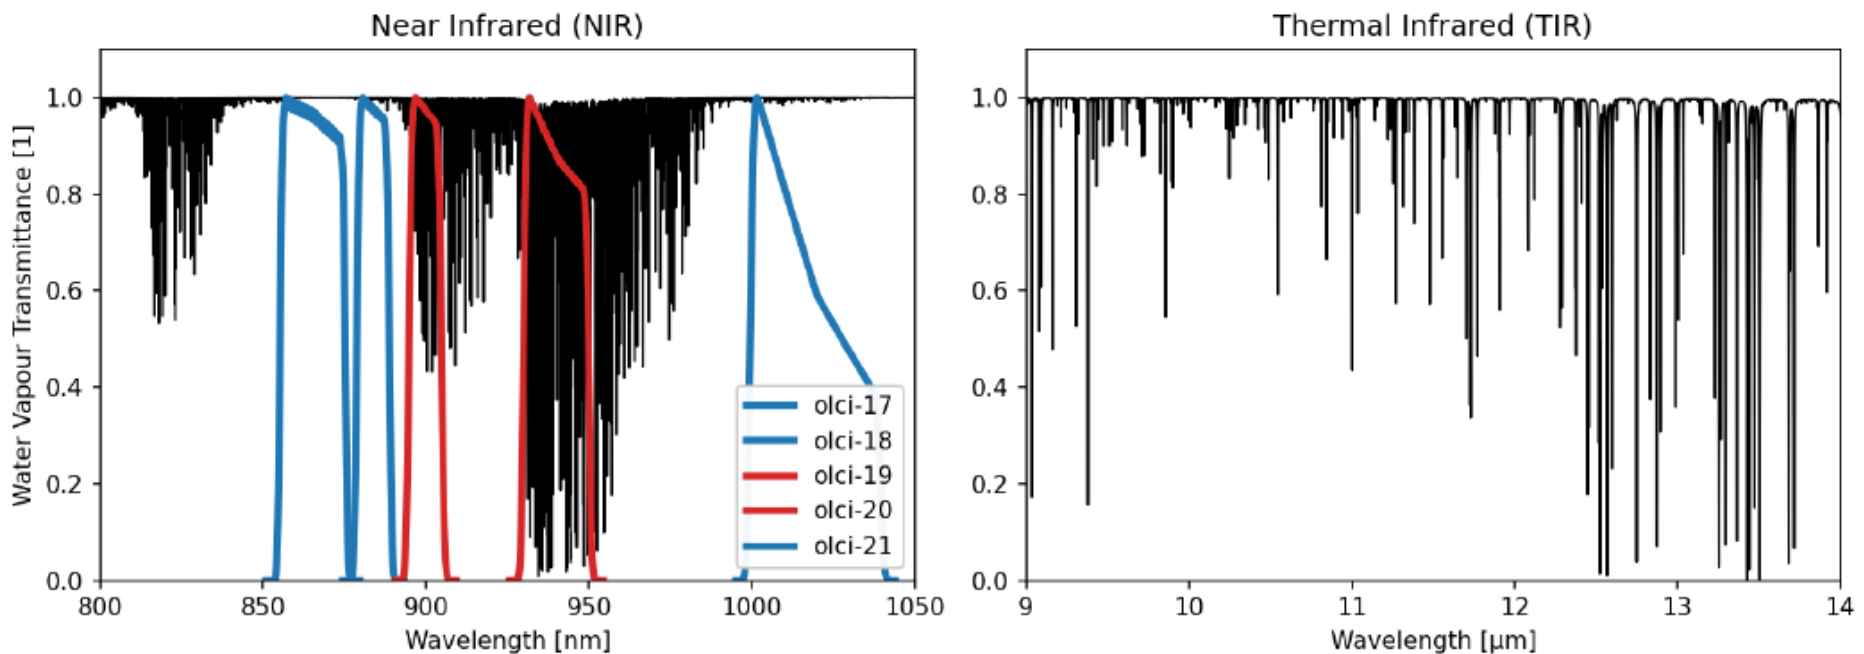 Near Infrared (NIR)
Water Vapour Transmittance [1]
1.0
0.8
0.6
0.4
0.2
0.0
olci-17
olci-18
olci-19
olci-20
olci-21
800 850 900 950 1000 1050
Wavelength [nm]
Thermal Infrared (TIR)
1.0
0.8
0.6
0.4
0.2
0.0
9 10 11 12 13 14
Wavelength [µm]